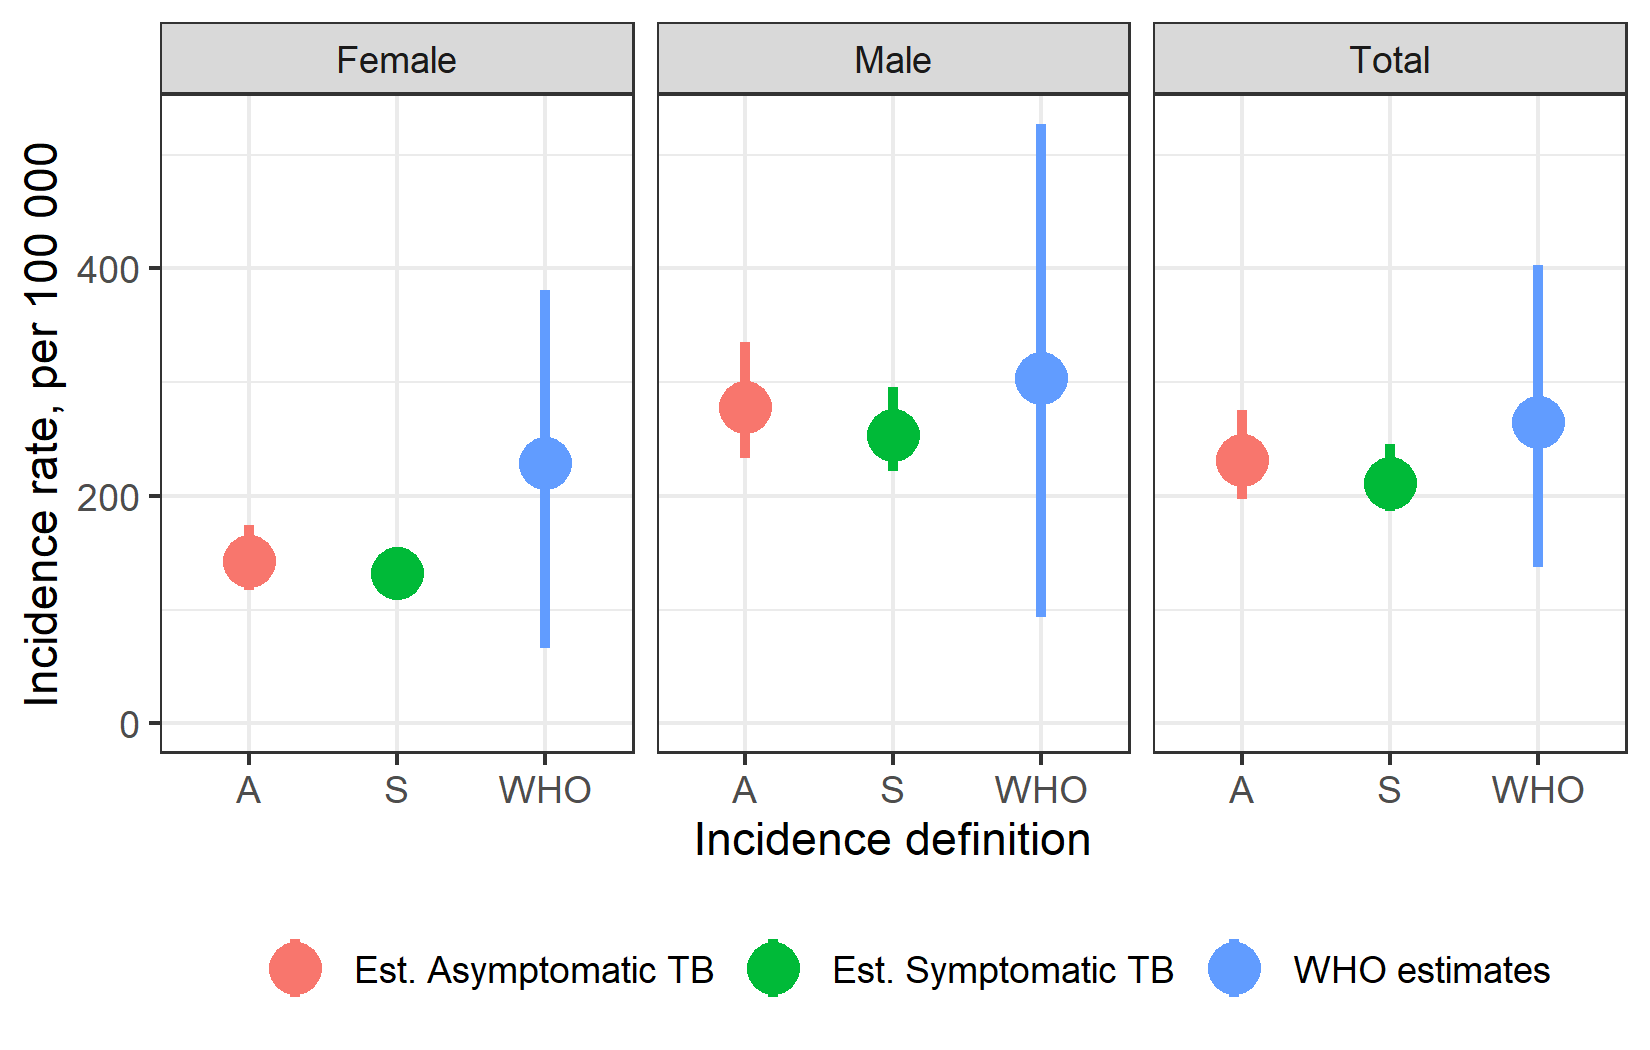 Female Male Total
Incidence rate, per 100 000
400
200
0
A S WHO A S WHO A S WHO
Incidence definition
Est. Asymptomatic TB Est. Symptomatic TB WHO estimates